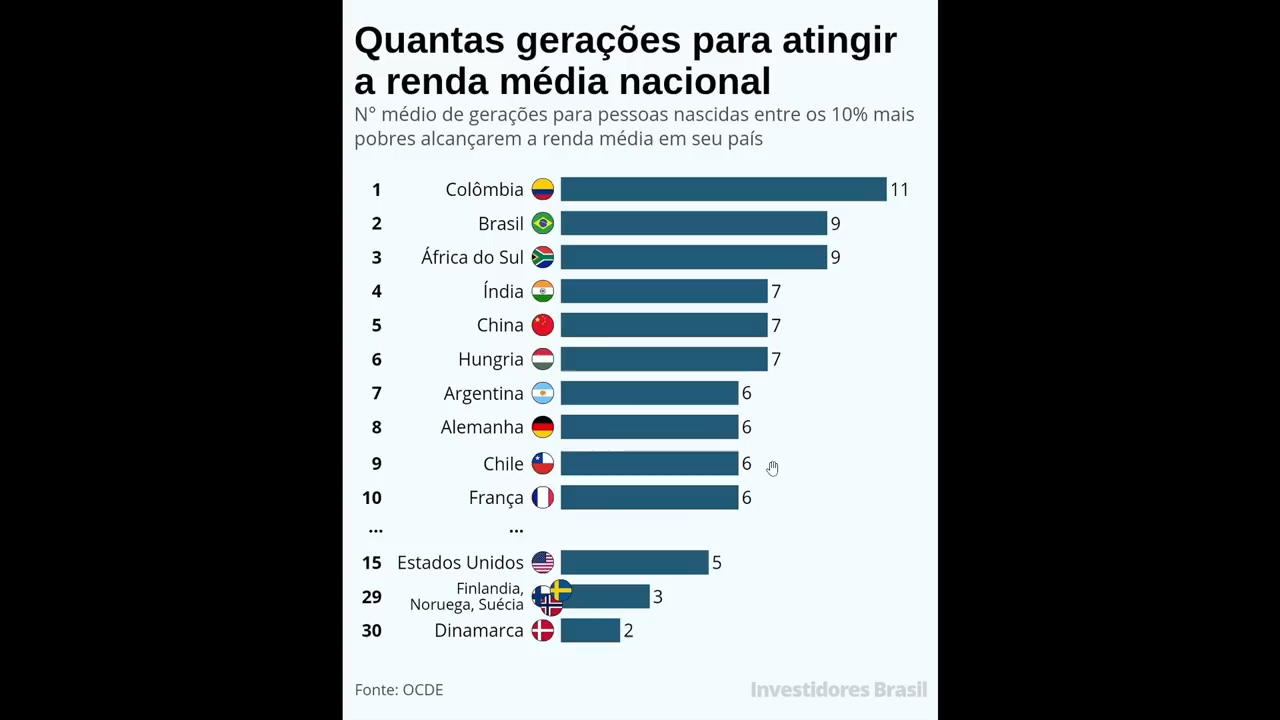 Quantas gerações para atingir
a renda média nacional
N° médio de gerações para pessoas nascidas entre os 10% mais
pobres alcançarem a renda média em seu país
1 Colômbia 11
2 Brasil 9
3 África do Sul 9
4 Índia 7
5 China 7
6 Hungria 7
7 Argentina 6
8 Alemanha 6
9 Chile 6
10 França 6
... ...
15 Estados Unidos 5
29 Finlandia,
Noruega, Suécia 3
30 Dinamarca 2
Fonte: OCDE Investidores Brasil